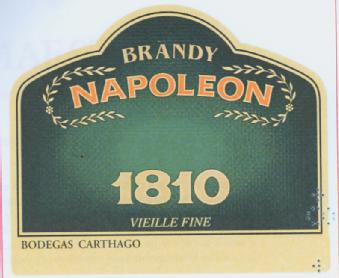 BRANDY
NAPOLEON
1810
VIEILLE FINE
BODEGAS CARTHAGO